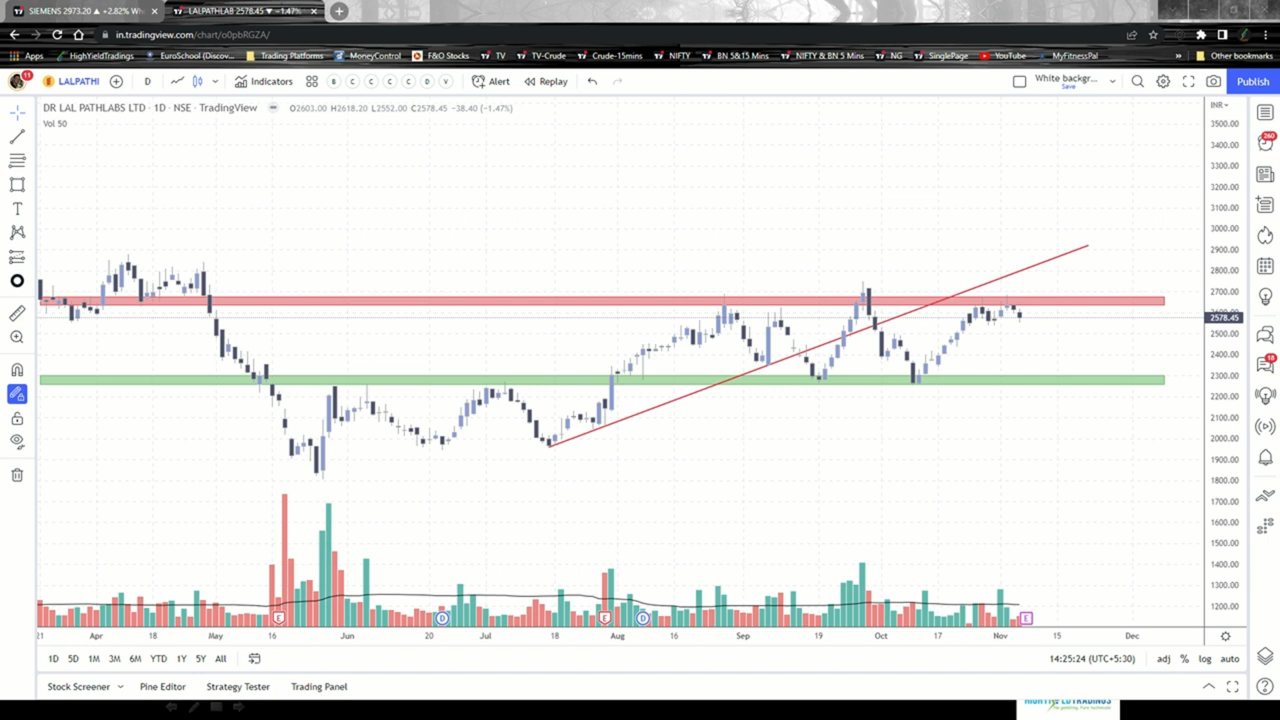 SIEMENS 2973.20 ▲ +2.82% W
LALPATHLAB 2578.45 ▼ -1.47%
in.tradingview.com/chart/o0pbRGZA/
Apps HighYieldTradings EuroSchool (Discov... Trading Platforms MoneyControl F&O Stocks TV TV-Crude Crude-15mins NIFTY BN 5&15 Mins NIFTY & BN 5 Mins NG SinglePage YouTube MyFitnessPal » Other bookmarks
11 LALPATHI D Indicators B C C C C D V Alert Replay White backgr... Save Publish
DR LAL PATHLABS LTD · 1D · NSE · TradingView O2603.00 H2618.20 L2552.00 C2578.45 -38.40 (-1.47%) INR
Vol 50
3500.00
3400.00
3300.00
3200.00
3100.00
3000.00
2900.00
2800.00
2700.00
2600.00
2578.45
2500.00
2400.00
2300.00
2200.00
2100.00
2000.00
1900.00
1800.00
1700.00
1600.00
1500.00
1400.00
1300.00
1200.00
260
18
E D E D E
21 Apr 18 May 16 Jun 20 Jul 18 Aug 16 Sep 19 Oct 17 Nov 15 Dec
1D 5D 1M 3M 6M YTD 1Y 5Y All 14:25:24 (UTC+5:30) adj % log auto
Stock Screener Pine Editor Strategy Tester Trading Panel